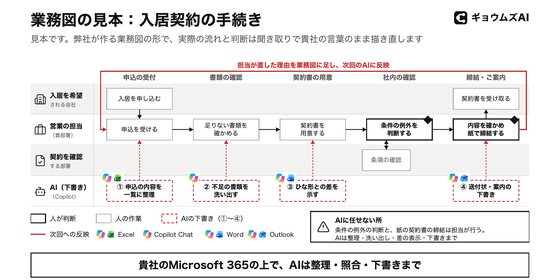 業務図の見本：入居契約の手続き
ギョウムズAI
見本です。弊社が作る業務図の形で、実際の流れと判断は聞き取りで貴社の言葉のまま描き直します
担当が直した理由を業務図に足し、次回のAIに反映
申込の受付
書類の確認
契約書の用意
社内の確認
締結・ご案内
入居を希望
される会社
入居を申し込む
契約書を受け取る
営業の担当
（貴部署）
申込を受ける
足りない書類を
確かめる
契約書を
用意する
条件の例外を
判断する
内容を確かめ
紙で締結する
契約を確認
する部署
条項の確認
AI（下書き）
（Copilot）
① 申込の内容を
一覧に整理
② 不足の書類を
洗い出す
③ ひな形との差を
示す
④ 送付状・案内の
下書き
人が判断
人の作業
AIの下書き（①〜④）
次回への反映
Excel
Copilot Chat
Word
Outlook
AIに任せない所
条件の例外の判断と、紙の契約書の締結は担当が行う。
AIは整理・洗い出し・差の表示・下書きまで
貴社のMicrosoft 365の上で、AIは整理・照合・下書きまで